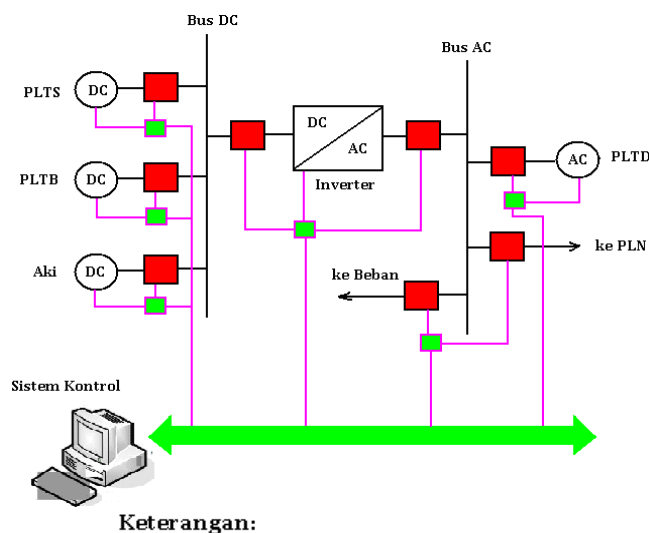 Bus DC
Bus AC
PLTS
DC
DC
AC
Inverter
AC
PLTD
PLTB
DC
ke PLN
Aki
DC
ke Beban
Sistem Kontrol
Keterangan: